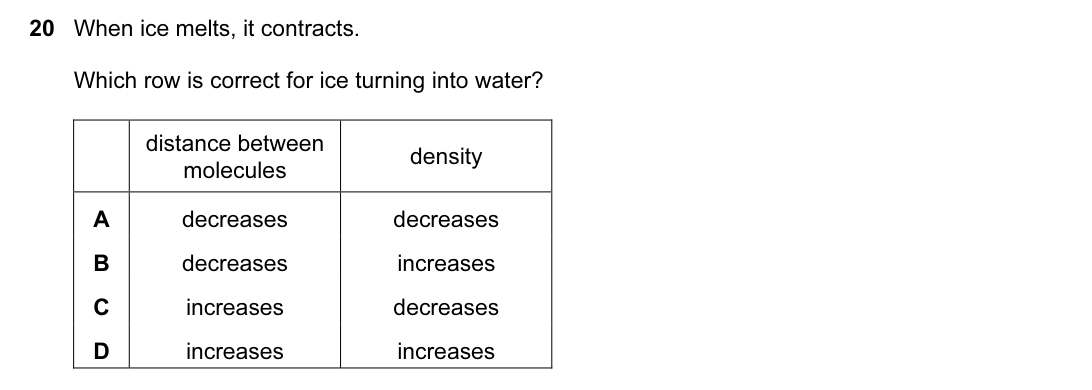 20 When ice melts, it contracts.
Which row is correct for ice turning into water?
distance between
molecules
density
A decreases decreases
B decreases increases
C increases decreases
D increases increases